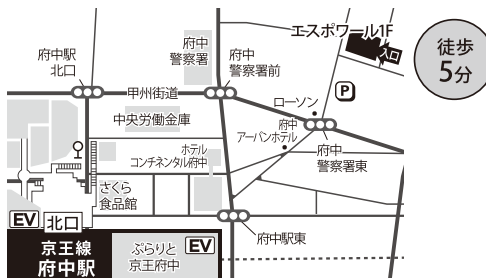 エスポワール1F
入口
徒歩
5分
府中駅
北口
府中
警察署
府中
警察署前
甲州街道
P
ローソン
中央労働金庫
府中
アーバンホテル
府中
警察署東
ホテル
コンチネンタル府中
さくら
食品館
EV
北口
府中駅東
京王線
府中駅
ぷらりと
京王府中
EV